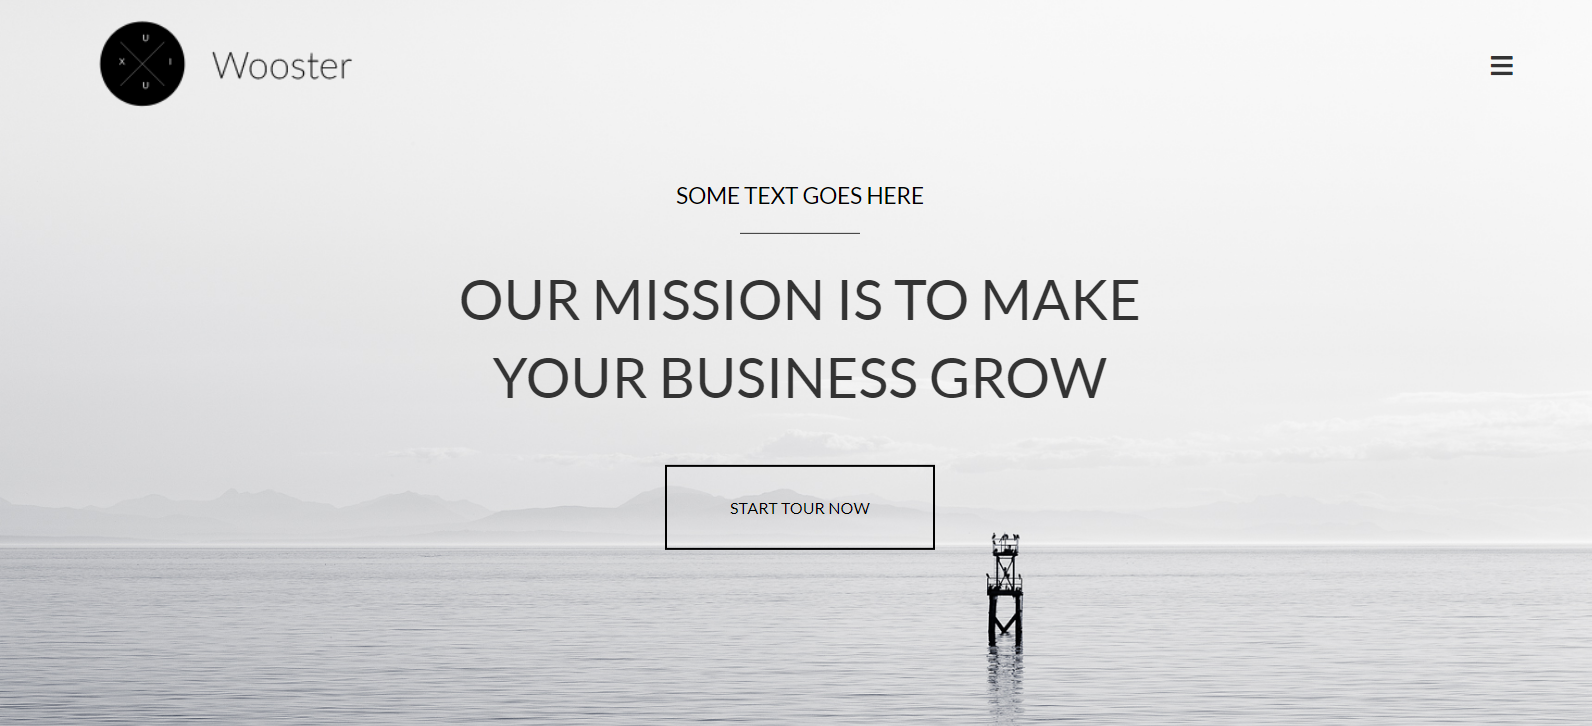 U
X I
U
Wooster
SOME TEXT GOES HERE
OUR MISSION IS TO MAKE
YOUR BUSINESS GROW
START TOUR NOW